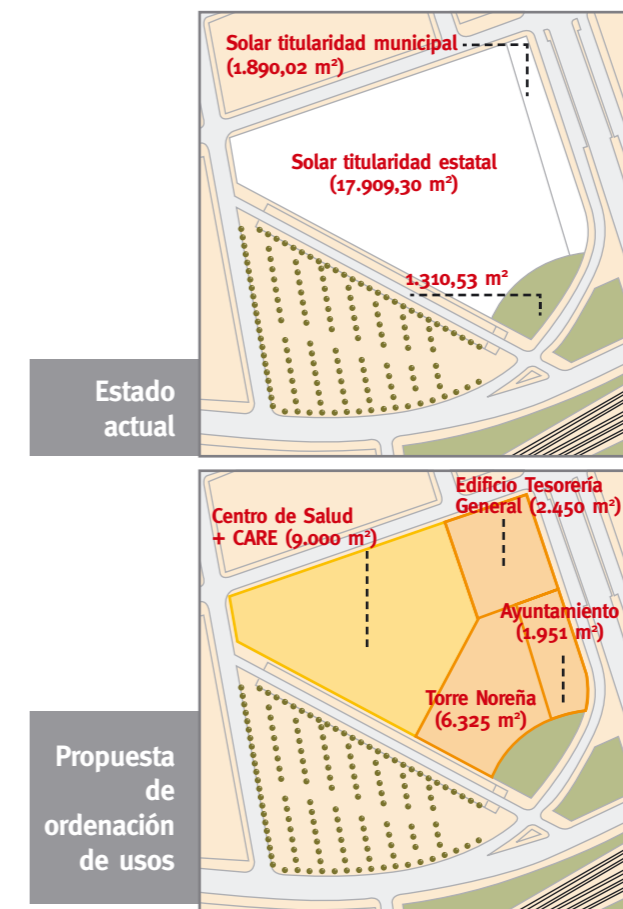 Solar titularidad municipal
(1.890,02 m²)
Solar titularidad estatal
(17.909,30 m²)
1.310,53 m²
Estado
actual
Edificio Tesorería
General (2.450 m²)
Centro de Salud
+ CARE (9.000 m²)
Ayuntamiento
(1.951 m²)
Torre Noreña
(6.325 m²)
Propuesta
de
ordenación
de usos